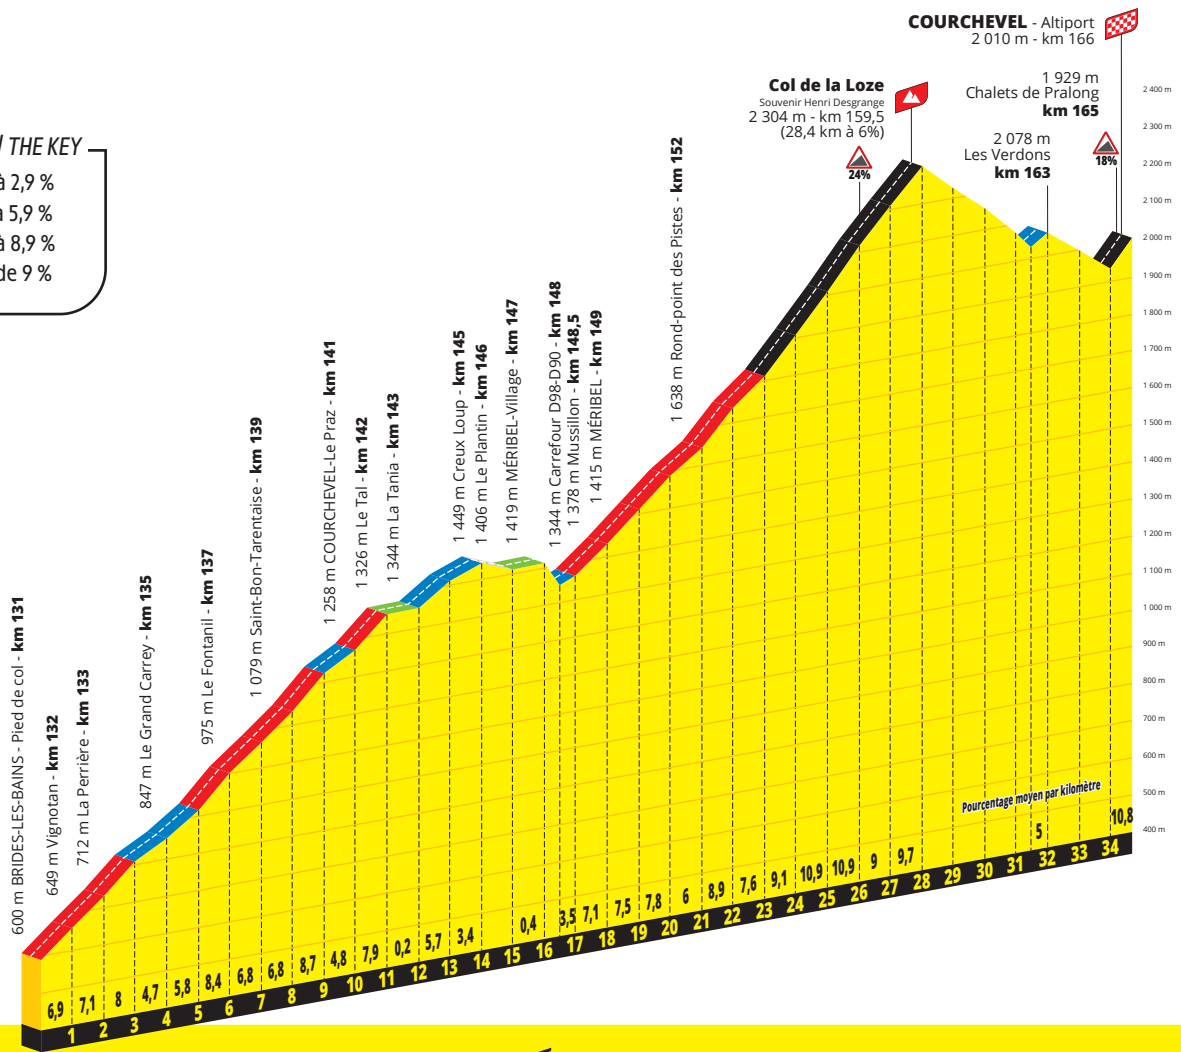 COURCHEVEL - Altiport
2 010 m - km 166
Col de la Loze
Souvenir Henri Desgrange
2 304 m - km 159,5
(28,4 km à 6%)
24%
1 929 m
Chalets de Pralong
km 165
18%
2 078 m
Les Verdons
km 163
THE KEY
à 2,9 %
à 5,9 %
à 8,9 %
de 9 %
600 m BRIDES-LES-BAINS - Pied de col - km 131
649 m Vignotan - km 132
712 m La Perrière - km 133
847 m Le Grand Carrey - km 135
975 m Le Fontanil - km 137
1 079 m Saint-Bon-Tarentaise - km 139
1 258 m COURCHEVEL-Le Praz - km 141
1 326 m Le Tal - km 142
1 344 m La Tania - km 143
1 449 m Creux Loup - km 145
1 406 m Le Plantin - km 146
1 419 m MÉRIBEL-Village - km 147
1 344 m Carrefour D98-D90 - km 148
1 378 m Mussillon - km 148,5
1 415 m MÉRIBEL - km 149
1 638 m Rond-point des Pistes - km 152
2 400 m
2 300 m
2 200 m
2 100 m
2 000 m
1 900 m
1 800 m
1 700 m
1 600 m
1 500 m
1 400 m
1 300 m
1 200 m
1 100 m
1 000 m
900 m
800 m
700 m
600 m
500 m
400 m
Pourcentage moyen par kilomètre
6,9 7,1 8 4,7 5,8 8,4 6,8 6,8 8,7 4,8 7,9 0,2 5,7 3,4 0,4 3,5 7,1 7,5 7,8 6 8,9 7,6 9,1 10,9 10,9 9 9,7 5 10,8
1 2 3 4 5 6 7 8 9 10 11 12 13 14 15 16 17 18 19 20 21 22 23 24 25 26 27 28 29 30 31 32 33 34